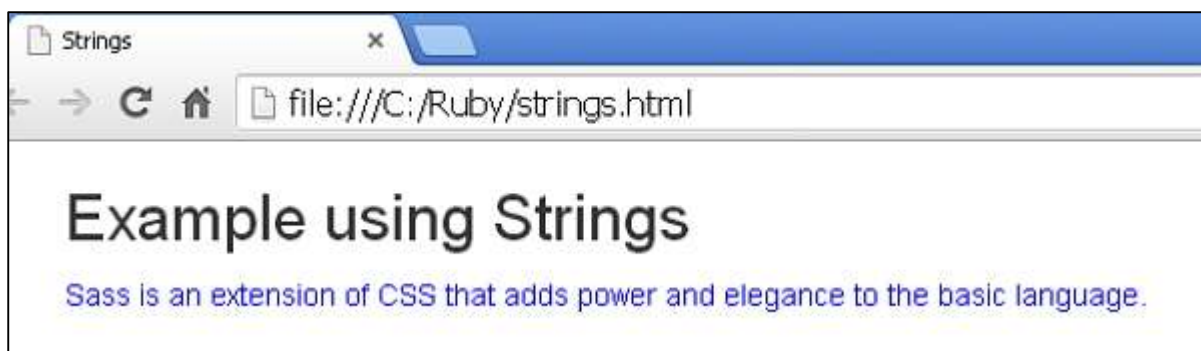 Strings
file:///C:/Ruby/strings.html
Example using Strings
Sass is an extension of CSS that adds power and elegance to the basic language.